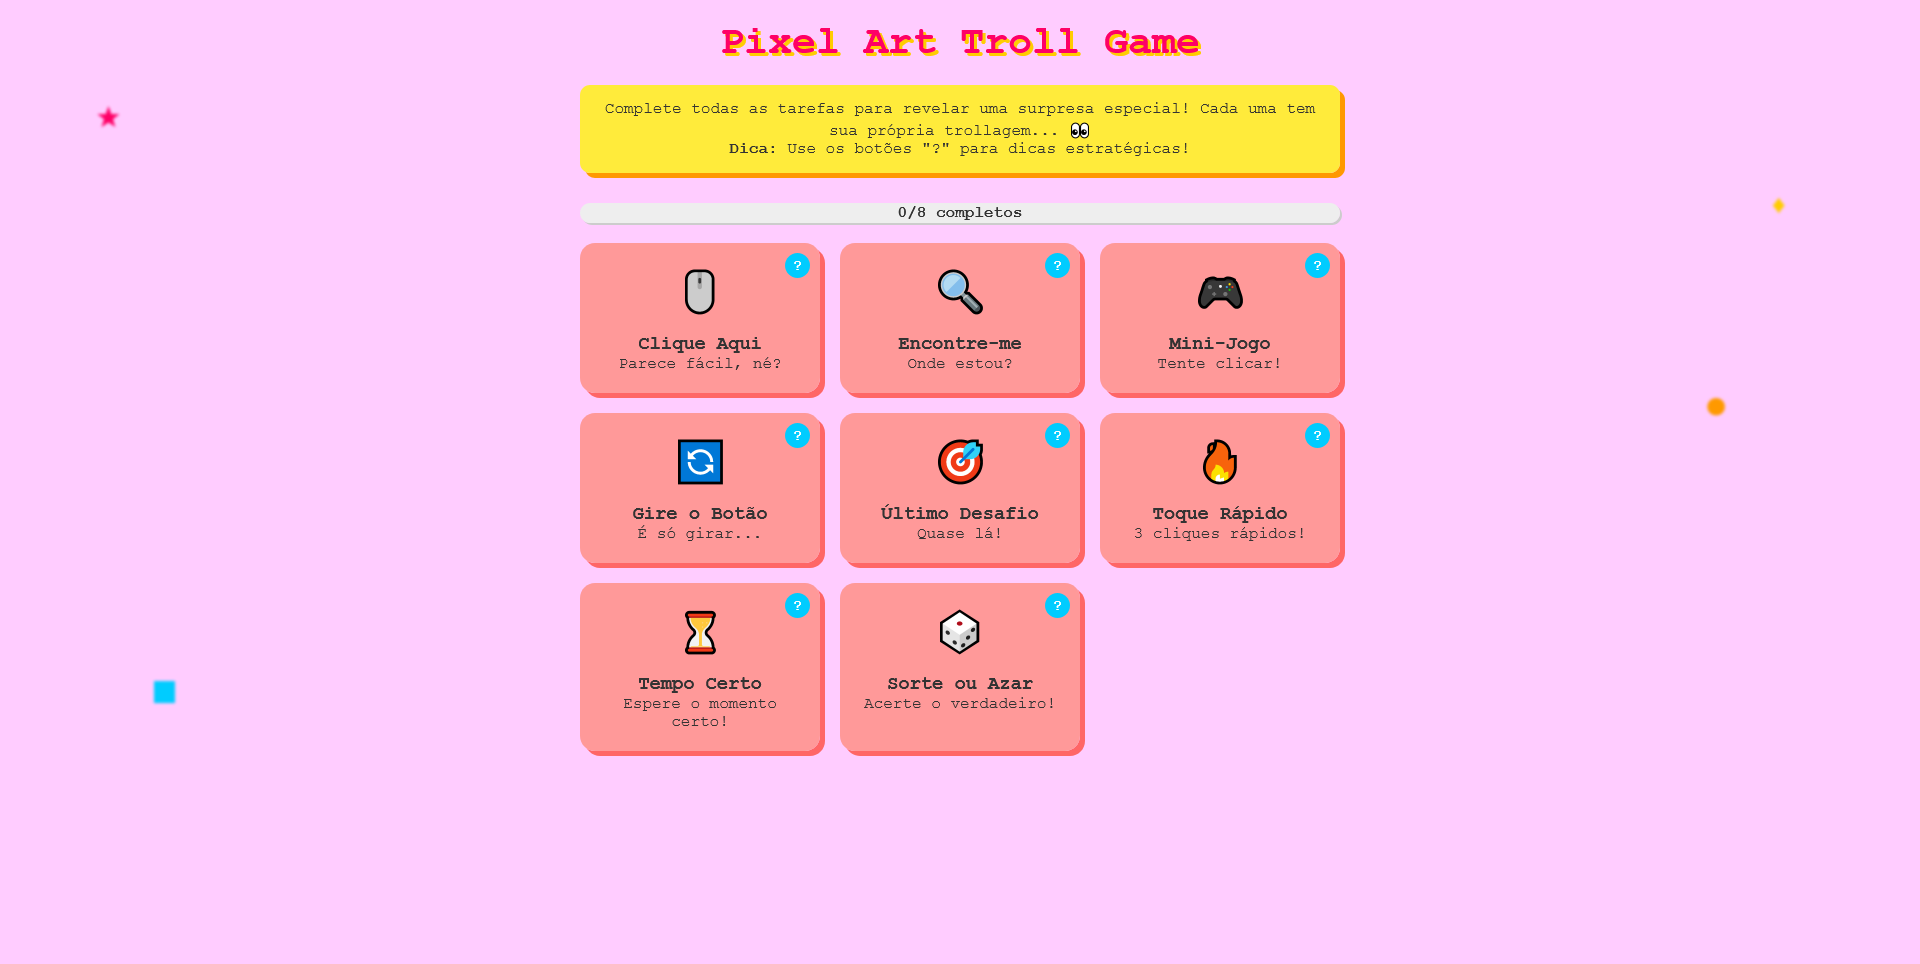 Pixel Art Troll Game
Complete todas as tarefas para revelar uma surpresa especial! Cada uma tem
sua própria trollagem... 👀
Dica: Use os botões "?" para dicas estratégicas!
0/8 completos
?
Clique Aqui
Parece fácil, né?
?
Encontre-me
Onde estou?
?
Mini-Jogo
Tente clicar!
?
Gire o Botão
É só girar...
?
Último Desafio
Quase lá!
?
Toque Rápido
3 cliques rápidos!
?
Tempo Certo
Espere o momento
certo!
?
Sorte ou Azar
Acerte o verdadeiro!